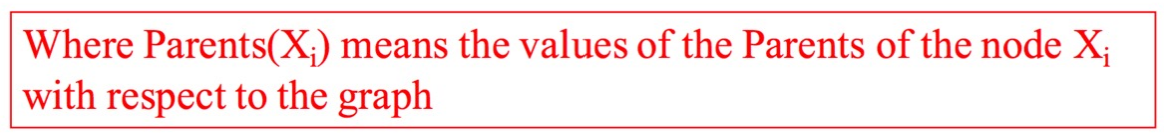 Where Parents(Xᵢ) means the values of the Parents of the node Xᵢ
with respect to the graph